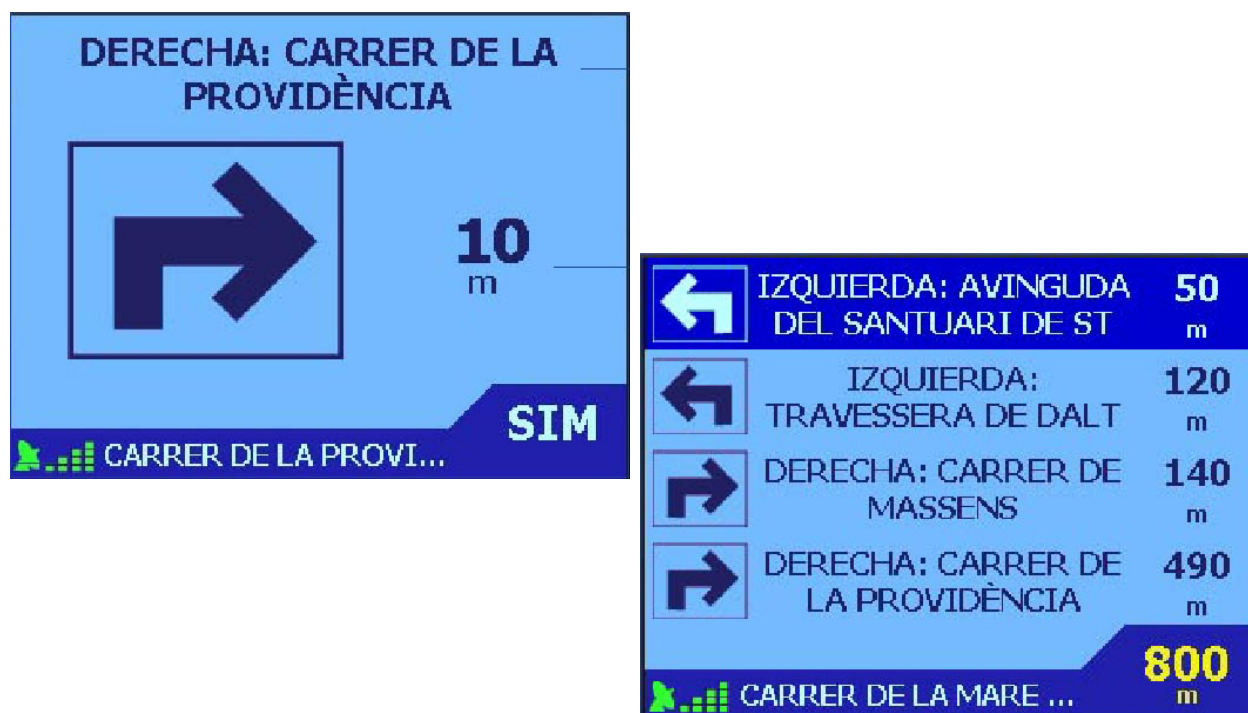 DERECHA: CARRER DE LA
PROVIDÈNCIA
10
m
SIM
CARRER DE LA PROVI...
IZQUIERDA: AVINGUDA
DEL SANTUARI DE ST
50
m
IZQUIERDA:
TRAVESSERA DE DALT
120
m
DERECHA: CARRER DE
MASSENS
140
m
DERECHA: CARRER DE
LA PROVIDÈNCIA
490
m
800
m
CARRER DE LA MARE ...